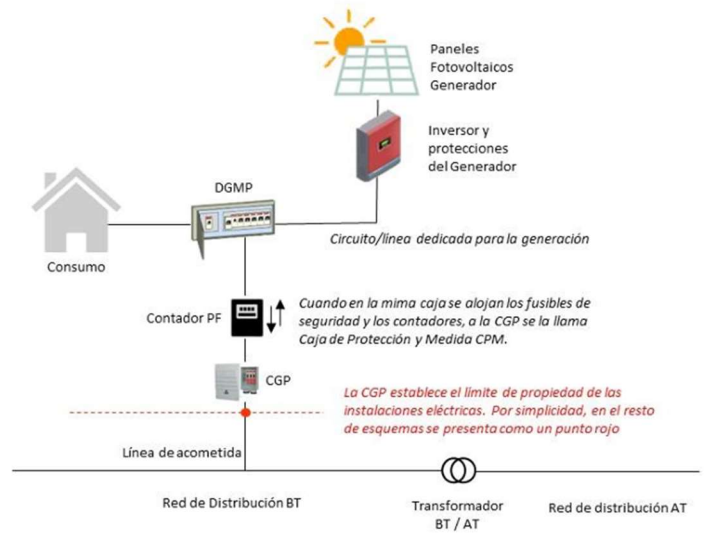 Paneles
Fotovoltaicos
Generador
Inversor y
protecciones
del Generador
DGMP
Circuito/línea dedicada para la generación
Consumo
Contador PF
Cuando en la mima caja se alojan los fusibles de
seguridad y los contadores, a la CGP se la llama
Caja de Protección y Medida CPM.
CGP
La CGP establece el límite de propiedad de las
instalaciones eléctricas. Por simplicidad, en el resto
de esquemas se presenta como un punto rojo
Línea de acometida
Red de Distribución BT
Transformador
BT / AT
Red de distribución AT